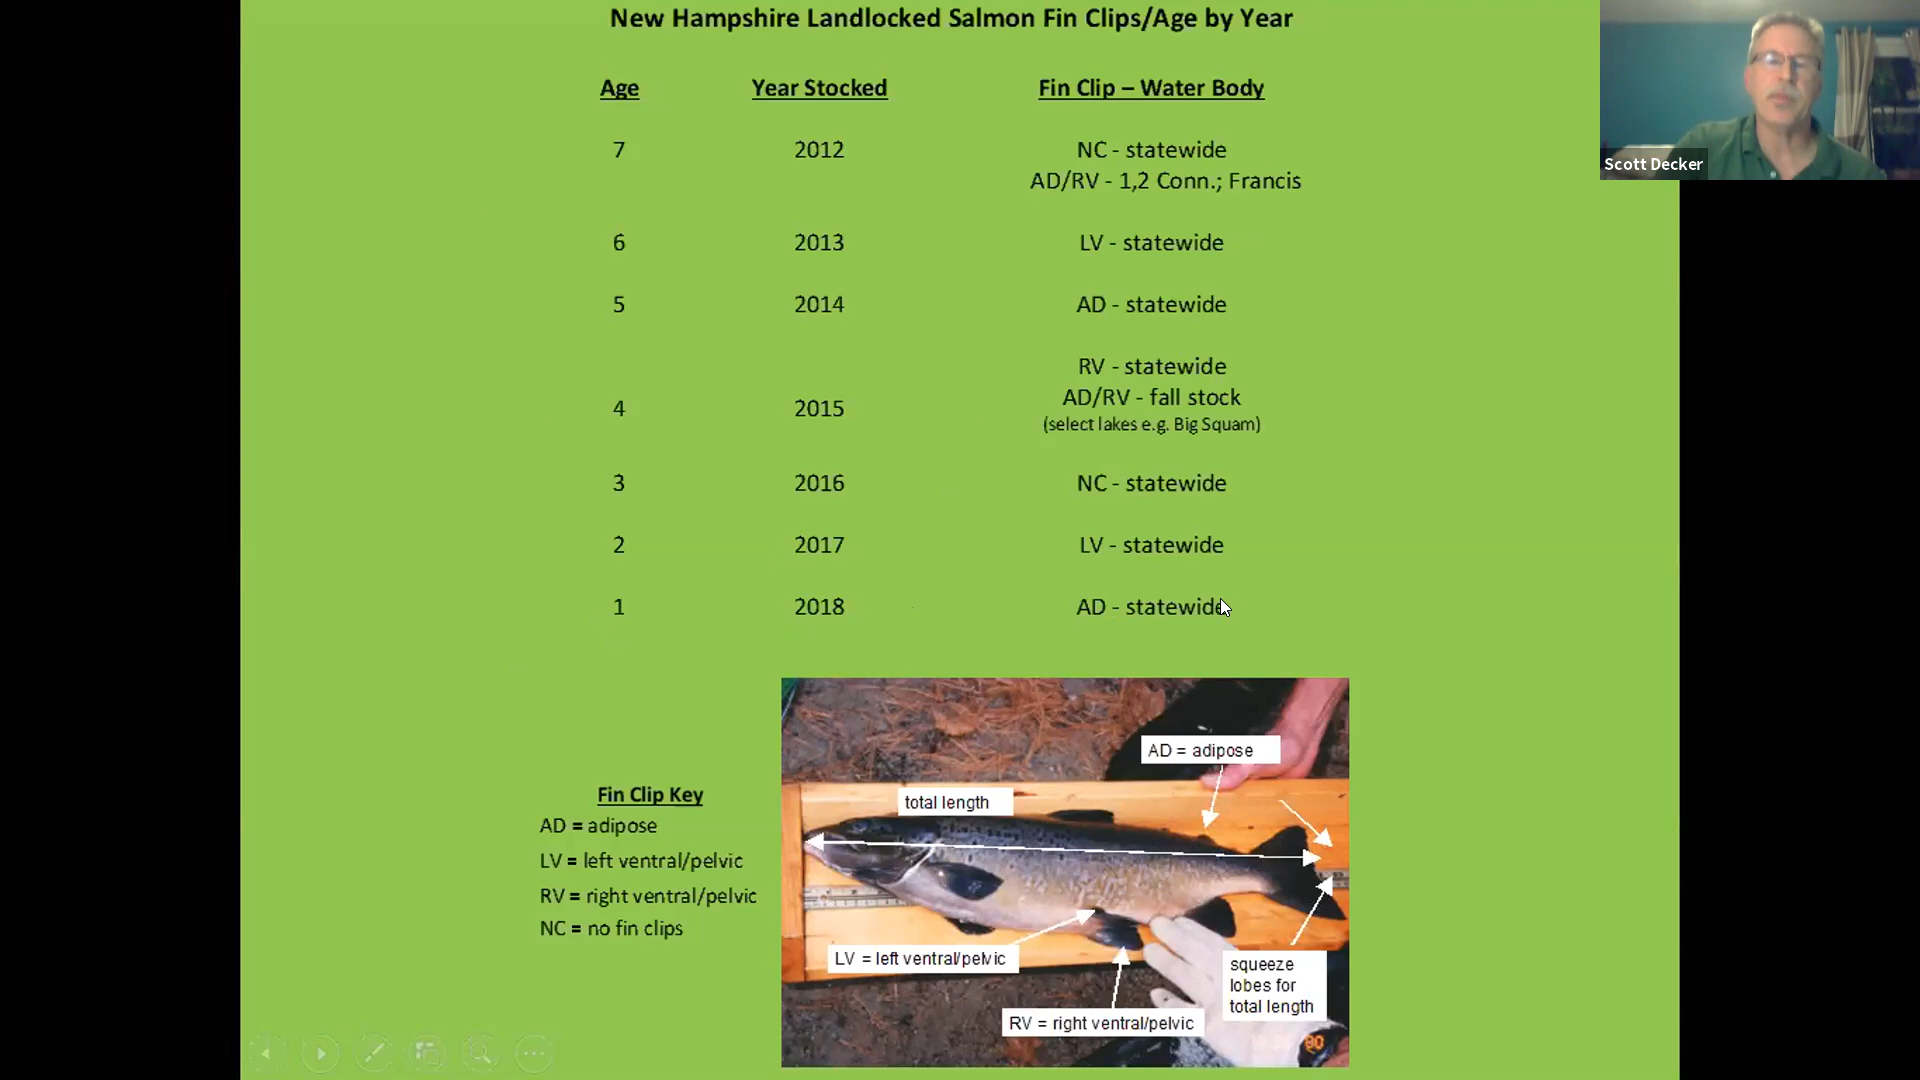 New Hampshire Landlocked Salmon Fin Clips/Age by Year
Age Year Stocked Fin Clip – Water Body
7 2012 NC - statewide
AD/RV - 1,2 Conn.; Francis
6 2013 LV - statewide
5 2014 AD - statewide
RV - statewide
AD/RV - fall stock
4 2015
(select lakes e.g. Big Squam)
3 2016 NC - statewide
2 2017 LV - statewide
1 2018 AD - statewide
Fin Clip Key
AD = adipose
LV = left ventral/pelvic
RV = right ventral/pelvic
NC = no fin clips
AD = adipose
total length
LV = left ventral/pelvic
RV = right ventral/pelvic
squeeze
lobes for
total length
Scott Decker